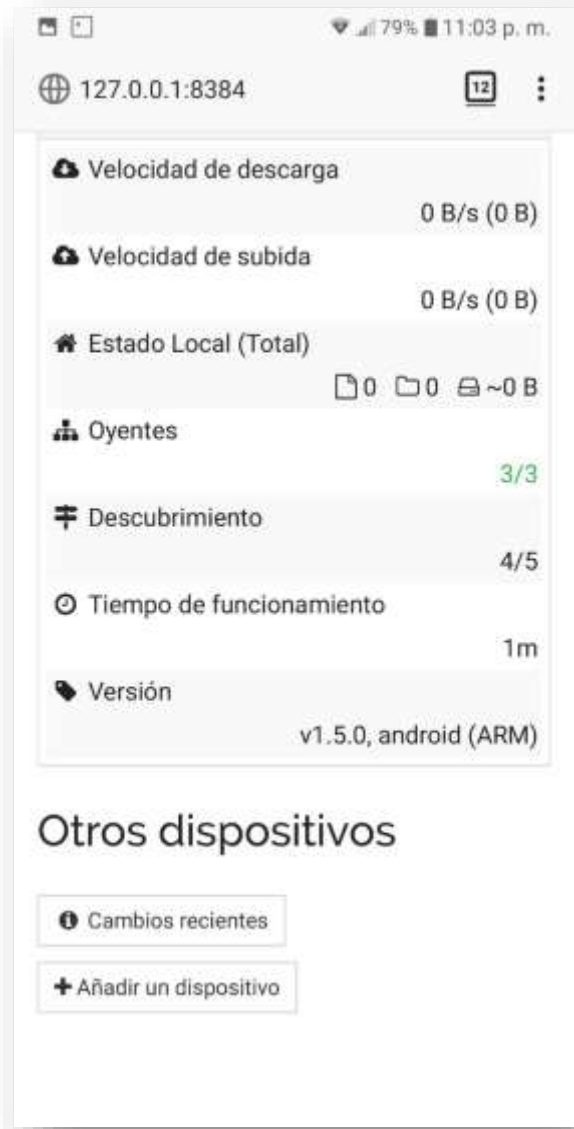 79% 11:03 p. m.
127.0.0.1:8384
12
Velocidad de descarga
0 B/s (0 B)
Velocidad de subida
0 B/s (0 B)
Estado Local (Total)
0 0 ~0 B
Oyentes
3/3
Descubrimiento
4/5
Tiempo de funcionamiento
1m
Versión
v1.5.0, android (ARM)
Otros dispositivos
Cambios recientes
Añadir un dispositivo